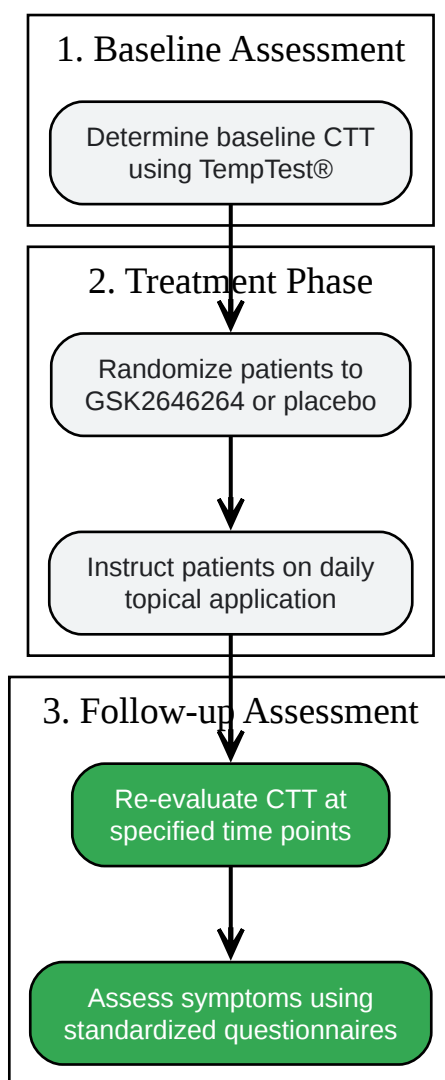 1. Baseline Assessment
Determine baseline CTT
using TempTest®
2. Treatment Phase
Randomize patients to
GSK2646264 or placebo
Instruct patients on daily
topical application
3. Follow-up Assessment
Re-evaluate CTT at
specified time points
Assess symptoms using
standardized questionnaires